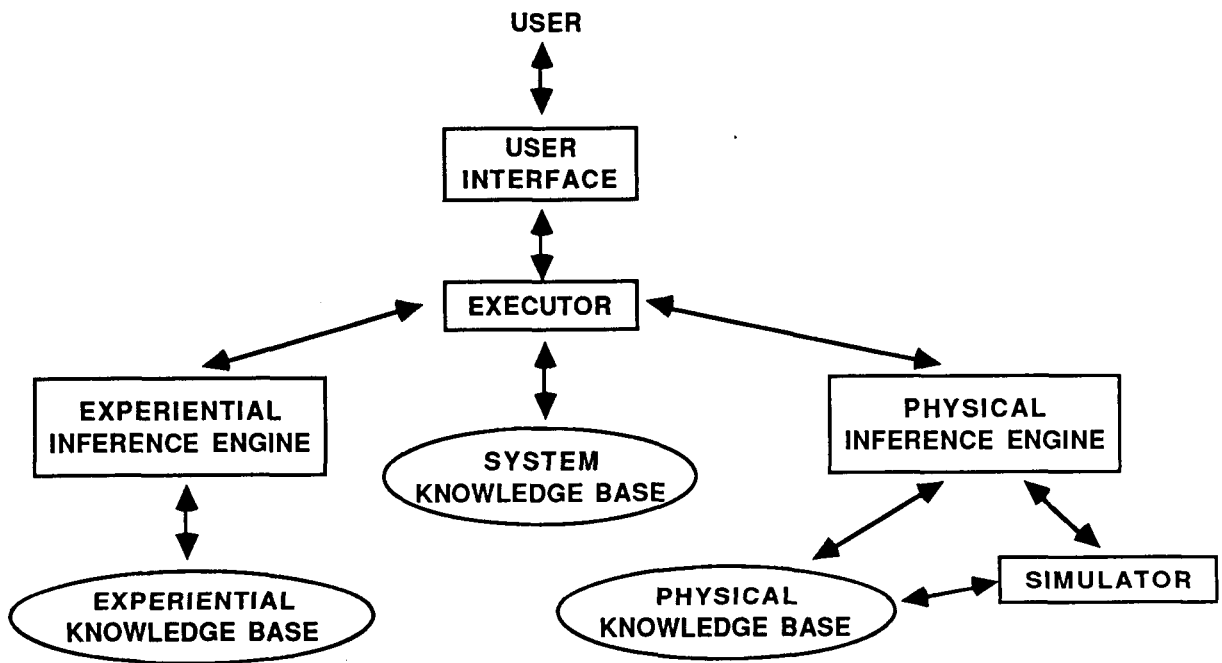 USER
USER
INTERFACE
EXECUTOR
EXPERIENTIAL
INFERENCE ENGINE
SYSTEM
KNOWLEDGE BASE
PHYSICAL
INFERENCE ENGINE
EXPERIENTIAL
KNOWLEDGE BASE
PHYSICAL
KNOWLEDGE BASE
SIMULATOR